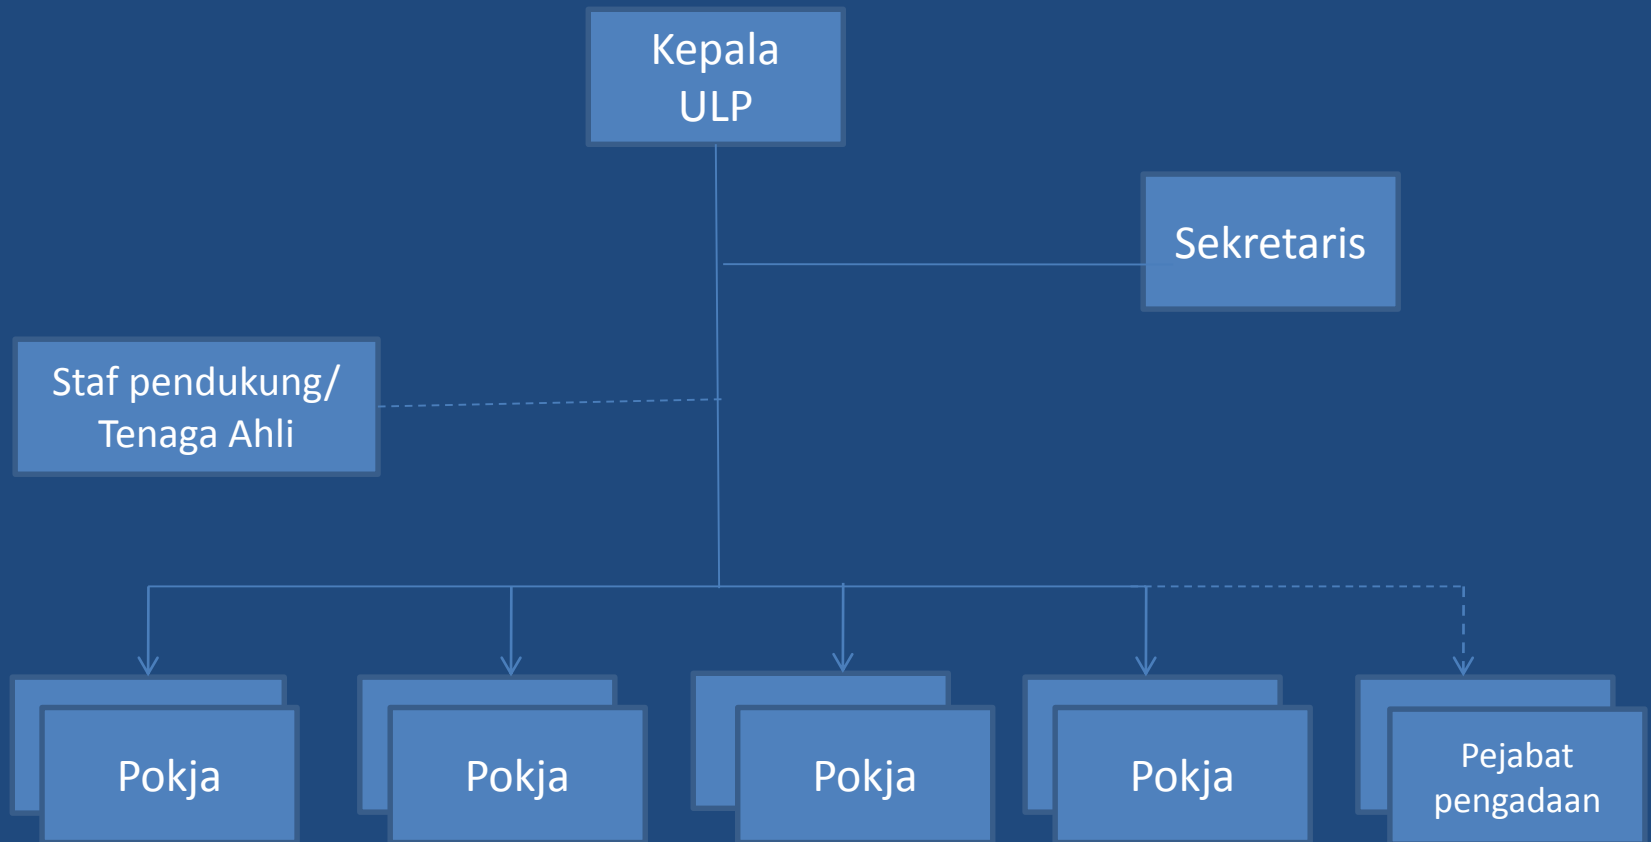 Kepala
ULP
Sekretaris
Staf pendukung/
Tenaga Ahli
Pokja
Pokja
Pokja
Pokja
Pejabat
pengadaan